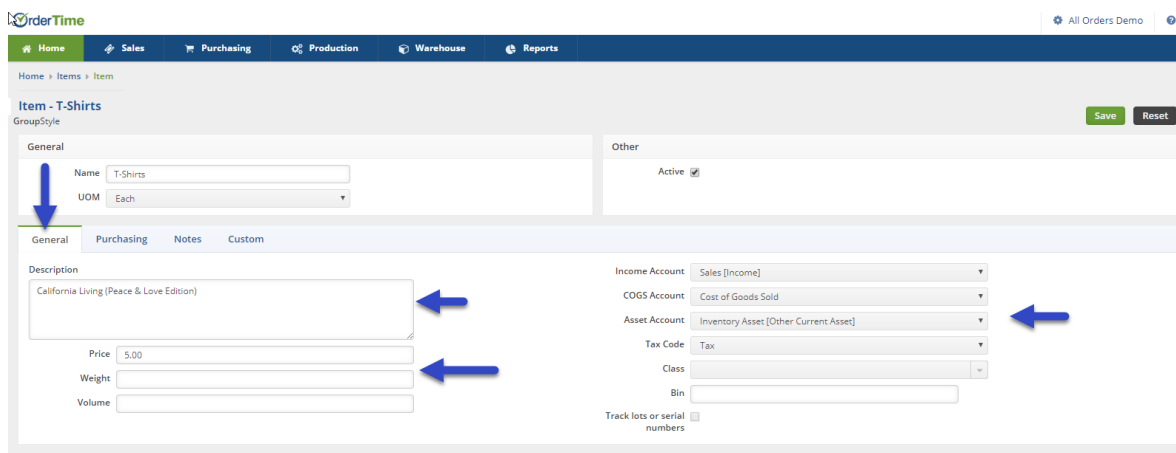 OrderTime
All Orders Demo
Home Sales Purchasing Production Warehouse Reports
Home Items Item
Item - T-Shirts
GroupStyle
Save Reset
General
Name T-Shirts
UOM Each
Other
Active
General Purchasing Notes Custom
Description
California Living (Peace & Love Edition)
Price 5.00
Weight
Volume
Income Account Sales [Income]
COGS Account Cost of Goods Sold
Asset Account Inventory Asset [Other Current Asset]
Tax Code Tax
Class
Bin
Track lots or serial
numbers